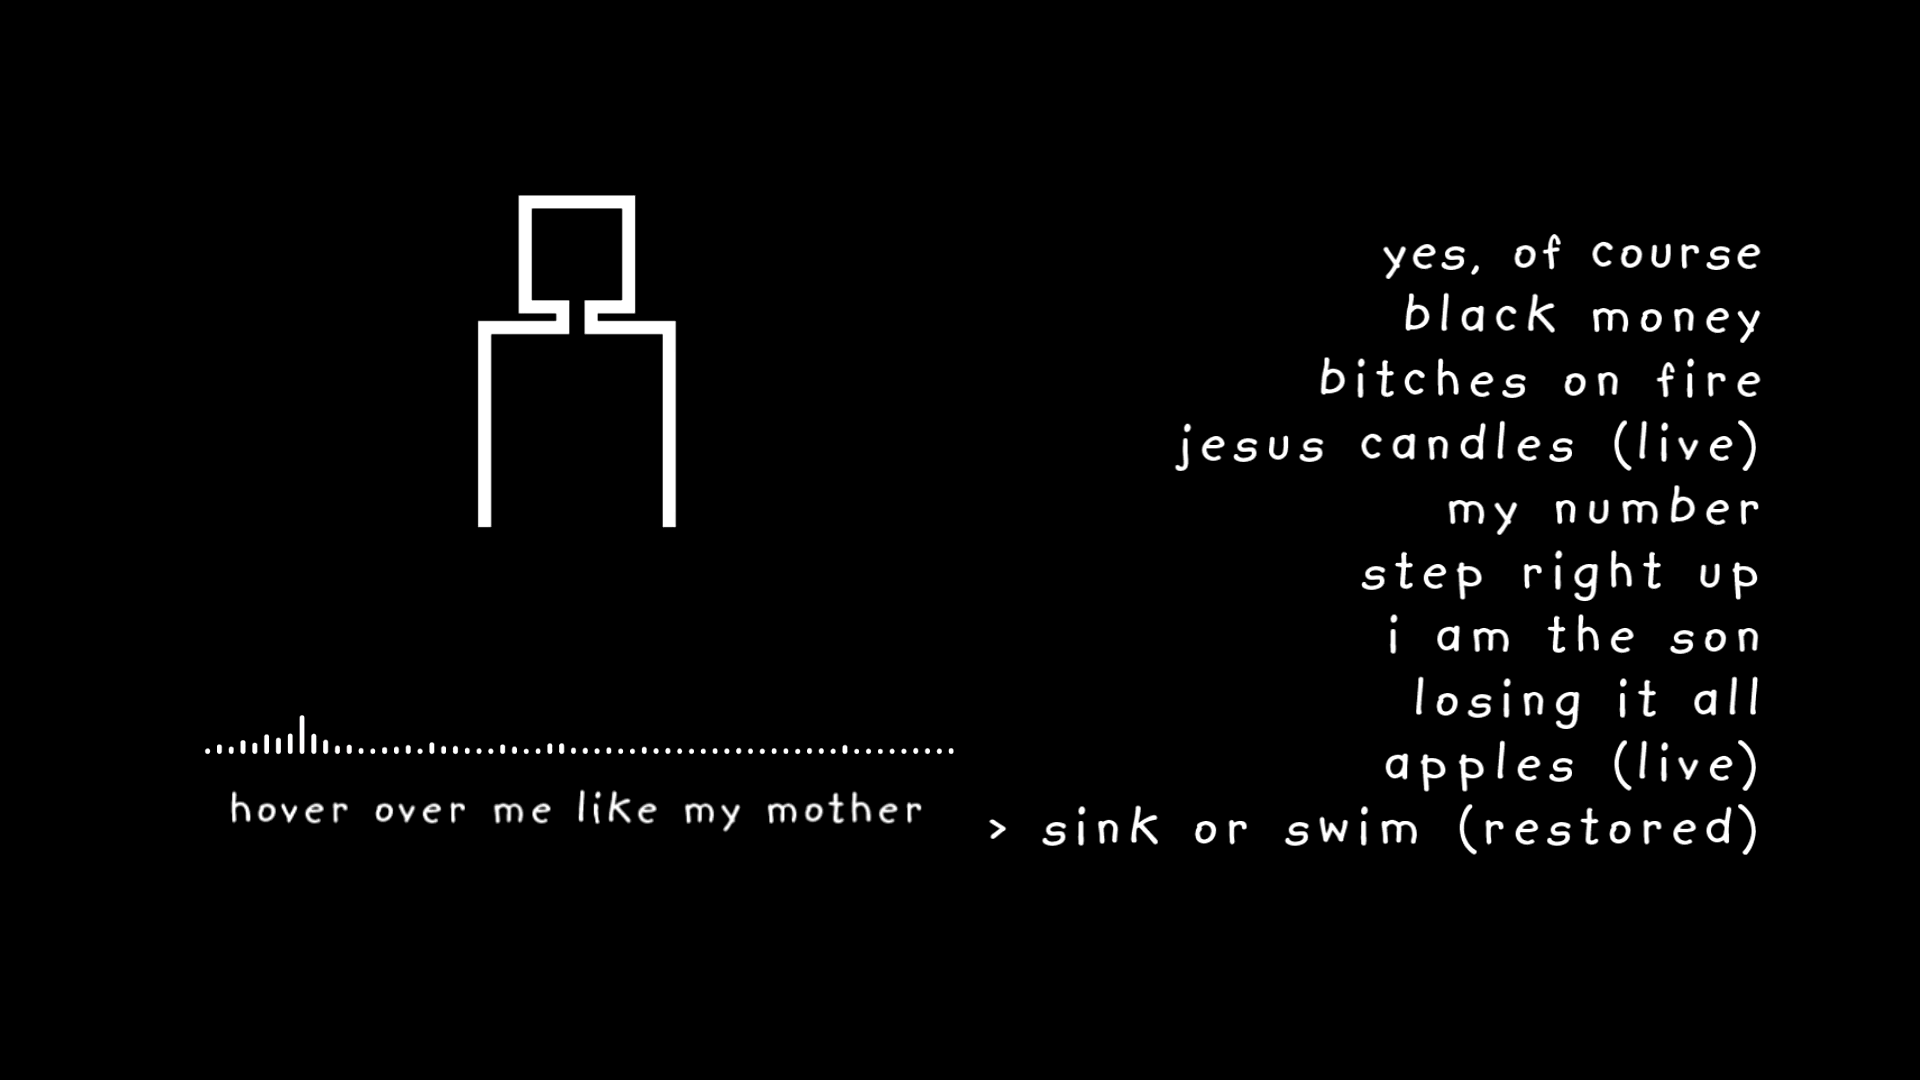 yes, of course
black money
bitches on fire
jesus candles (live)
my number
step right up
i am the son
losing it all
apples (live)
> sink or swim (restored)
hover over me like my mother